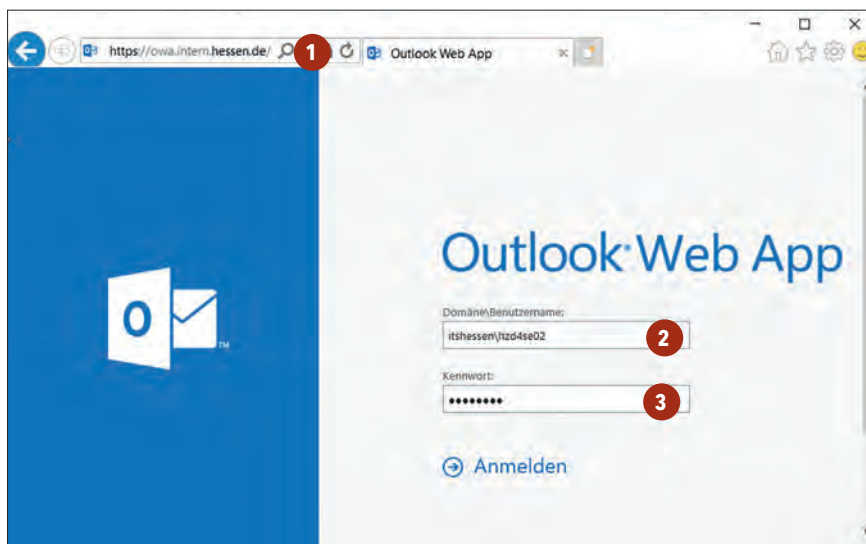 https://owa.intern.hessen.de/
1
Outlook Web App
Outlook Web App
Domäne\Benutzername:
itshessen\hzd4se02
2
Kennwort:
••••••••
3
Anmelden
O
TM